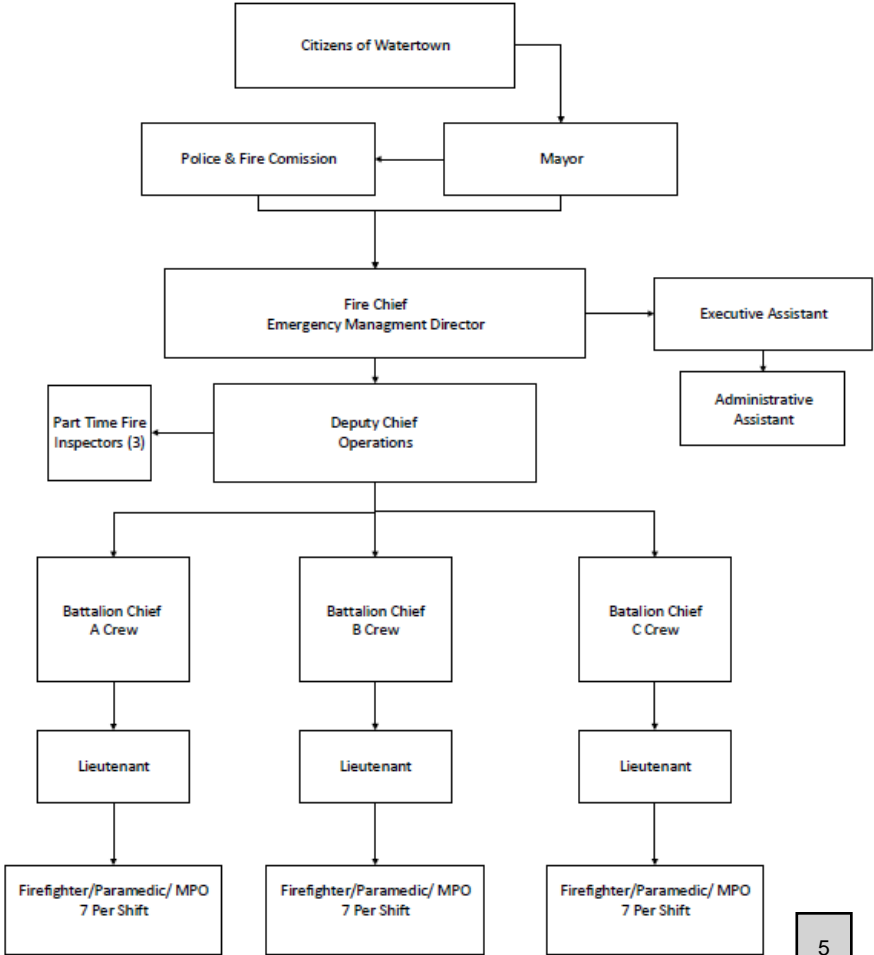 Citizens of Watertown
Police & Fire Comission
Mayor
Fire Chief
Emergency Managment Director
Executive Assistant
Administrative
Assistant
Part Time Fire
Inspectors (3)
Deputy Chief
Operations
Battalion Chief
A Crew
Battalion Chief
B Crew
Batalion Chief
C Crew
Lieutenant
Lieutenant
Lieutenant
Firefighter/Paramedic/ MPO
7 Per Shift
Firefighter/Paramedic/ MPO
7 Per Shift
Firefighter/Paramedic/ MPO
7 Per Shift
5